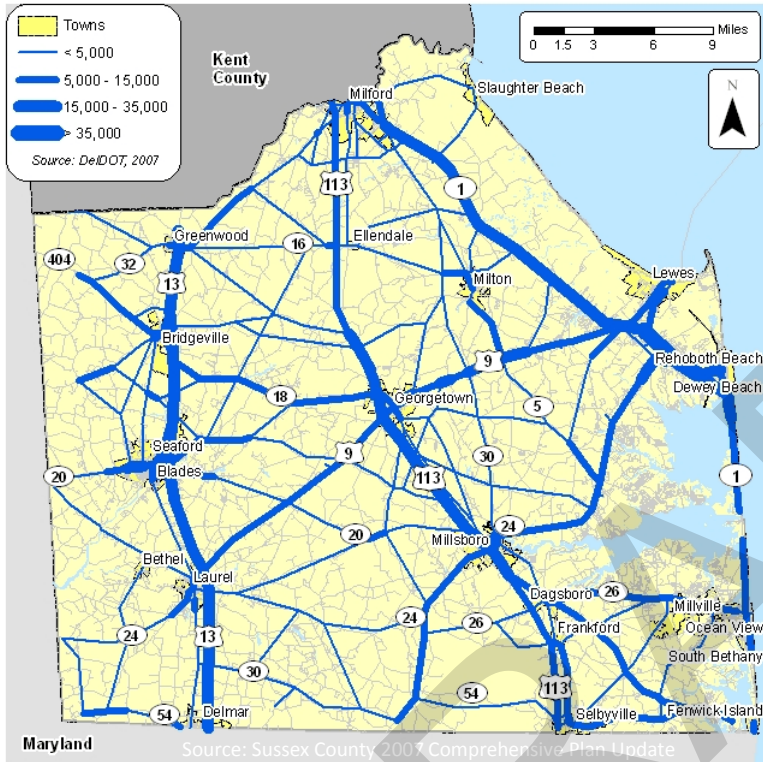 Towns
< 5,000
5,000 - 15,000
15,000 - 35,000
> 35,000
Source: DelDOT, 2007
Miles
0 1.5 3 6 9
N
Kent
County
Milford
Slaughter Beach
113
1
Greenwood
16
Ellendale
404
32
13
Milton
Lewes
Bridgeville
9
Rehoboth Beach
Dewey Beach
18
Georgetown
5
Seaford
9
30
20
Blades
113
1
20
Millsboro
24
Bethel
Laurel
Dagsboro
26
Millville
24
13
24
26
Frankford
Ocean View
South Bethany
30
54
113
54
Delmar
Selbyville
Fenwick Island
Maryland
Source: Sussex County 2007 Comprehensive Plan Update